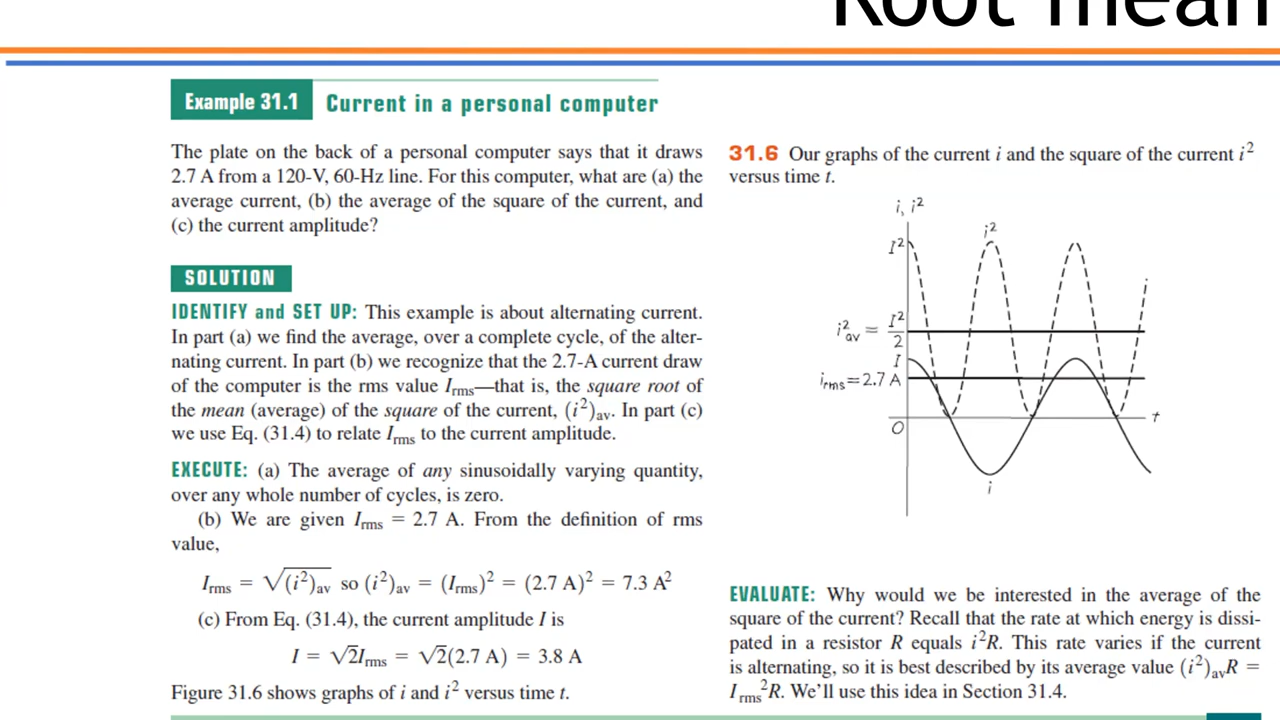 Root mean
Example 31.1 Current in a personal computer
The plate on the back of a personal computer says that it draws
2.7 A from a 120-V, 60-Hz line. For this computer, what are (a) the
average current, (b) the average of the square of the current, and
(c) the current amplitude?
SOLUTION
IDENTIFY and SET UP: This example is about alternating current.
In part (a) we find the average, over a complete cycle, of the alter-
nating current. In part (b) we recognize that the 2.7-A current draw
of the computer is the rms value Irms—that is, the square root of
the mean (average) of the square of the current, (i²)av. In part (c)
we use Eq. (31.4) to relate Irms to the current amplitude.
EXECUTE: (a) The average of any sinusoidally varying quantity,
over any whole number of cycles, is zero.
(b) We are given Irms = 2.7 A. From the definition of rms
value,
Irms = √(i²)av so (i²)av = (Irms)² = (2.7 A)² = 7.3 A²
(c) From Eq. (31.4), the current amplitude I is
I = √2Irms = √2(2.7 A) = 3.8 A
Figure 31.6 shows graphs of i and i² versus time t.
31.6 Our graphs of the current i and the square of the current i²
versus time t.
i, i²
i²
I²
i²av = I²/2
I
irms = 2.7 A
t
O
i
EVALUATE: Why would we be interested in the average of the
square of the current? Recall that the rate at which energy is dissi-
pated in a resistor R equals i²R. This rate varies if the current
is alternating, so it is best described by its average value (i²)avR =
Irms²R. We'll use this idea in Section 31.4.